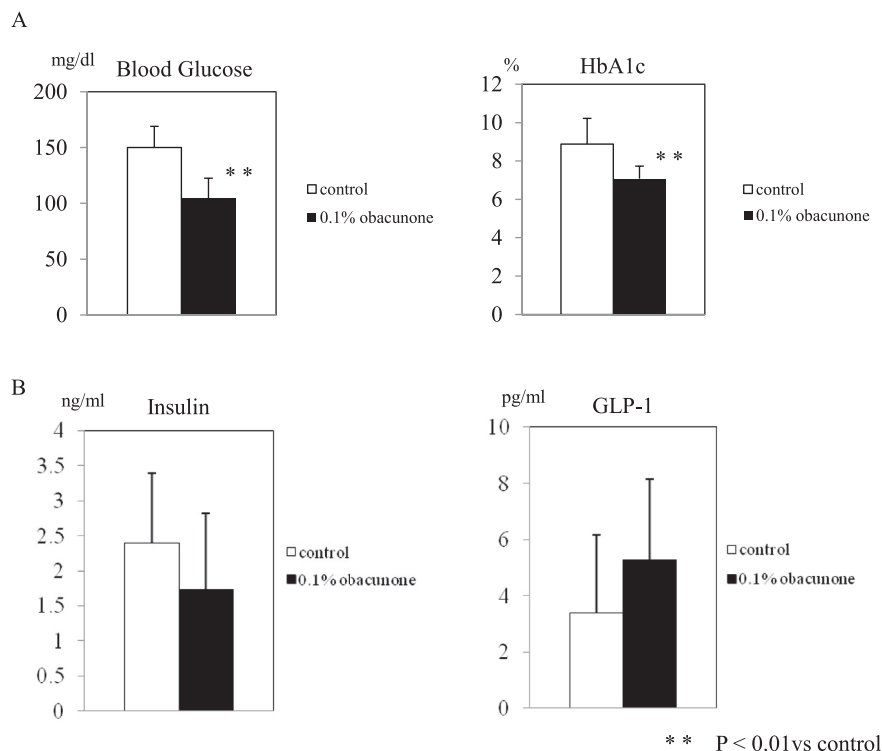 A
mg/dl
Blood Glucose
200
150
100
50
0
* *
control
0.1% obacunone
%
HbA1c
12
10
8
6
4
2
0
* *
control
0.1% obacunone
B
ng/ml
Insulin
4
3.5
3
2.5
2
1.5
1
0.5
0
control
0.1% obacunone
pg/ml
GLP-1
10
8
6
4
2
0
control
0.1% obacunone
* * P < 0.01vs control